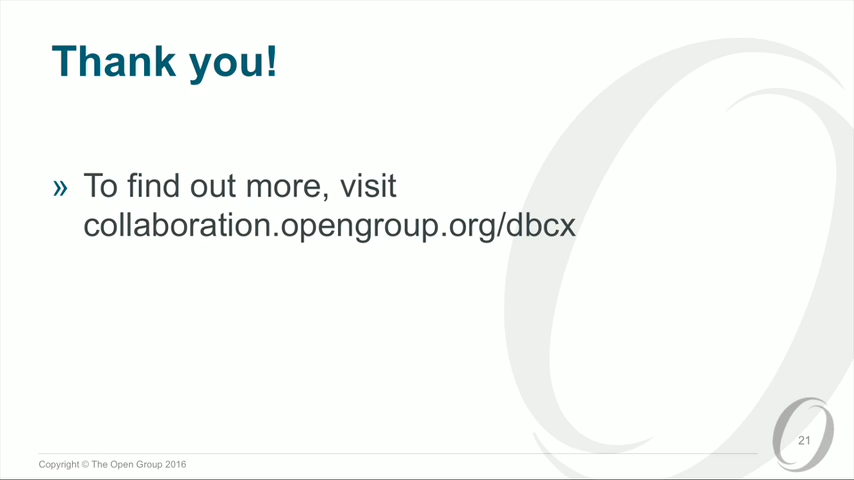 Thank you!
» To find out more, visit
collaboration.opengroup.org/dbcx
21
Copyright © The Open Group 2016